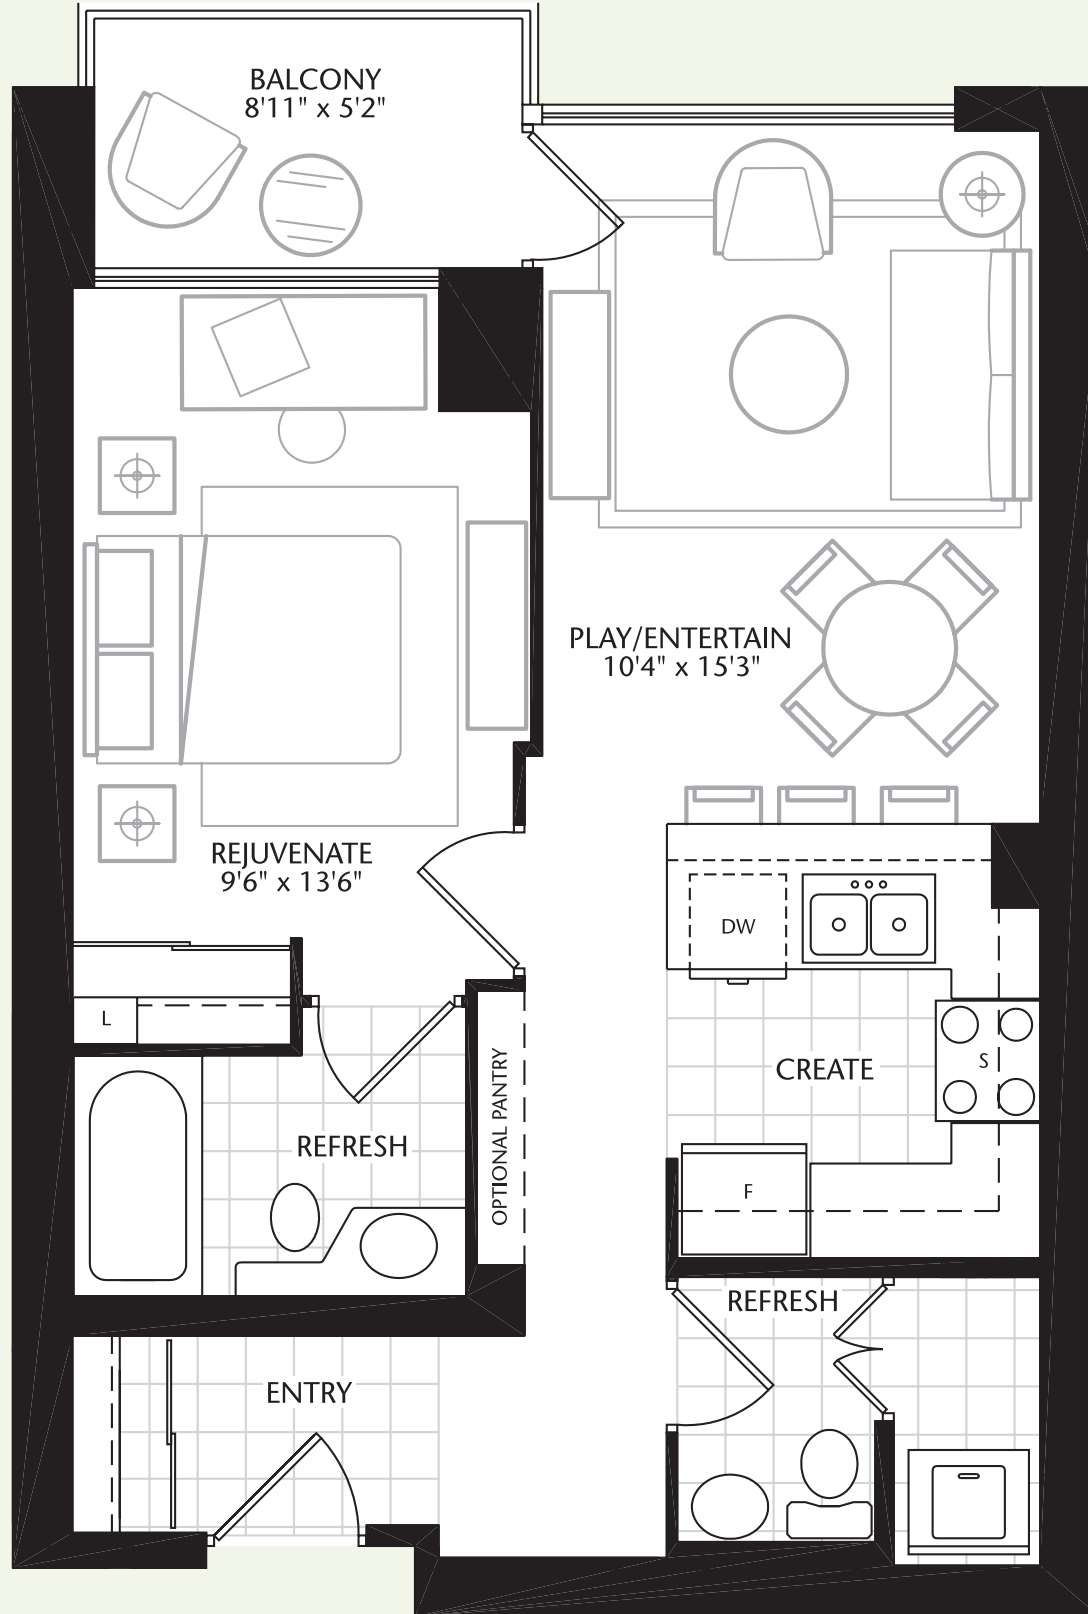 BALCONY
8'11" x 5'2"
PLAY/ENTERTAIN
10'4" x 15'3"
REJUVENATE
9'6" x 13'6"
DW
L
S
CREATE
OPTIONAL PANTRY
REFRESH
F
REFRESH
ENTRY